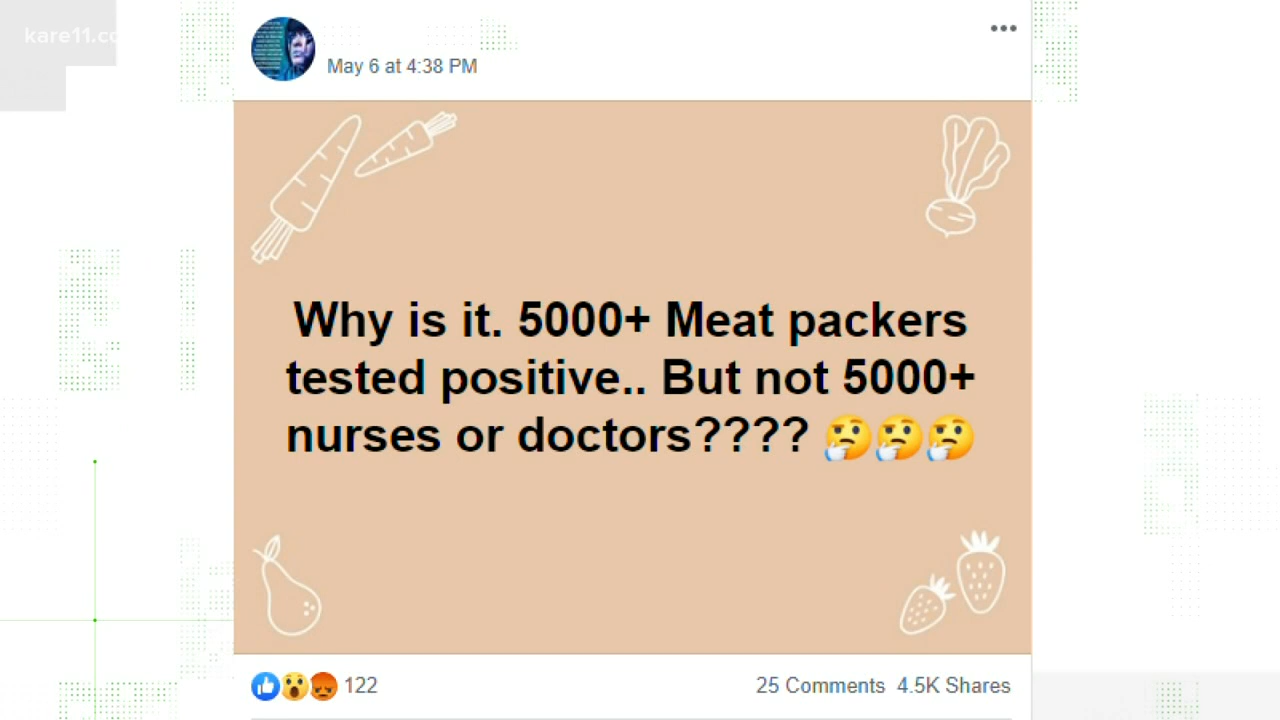 kare11.co
May 6 at 4:38 PM
Why is it. 5000+ Meat packers
tested positive.. But not 5000+
nurses or doctors???? 🤔🤔🤔
122
25 Comments 4.5K Shares